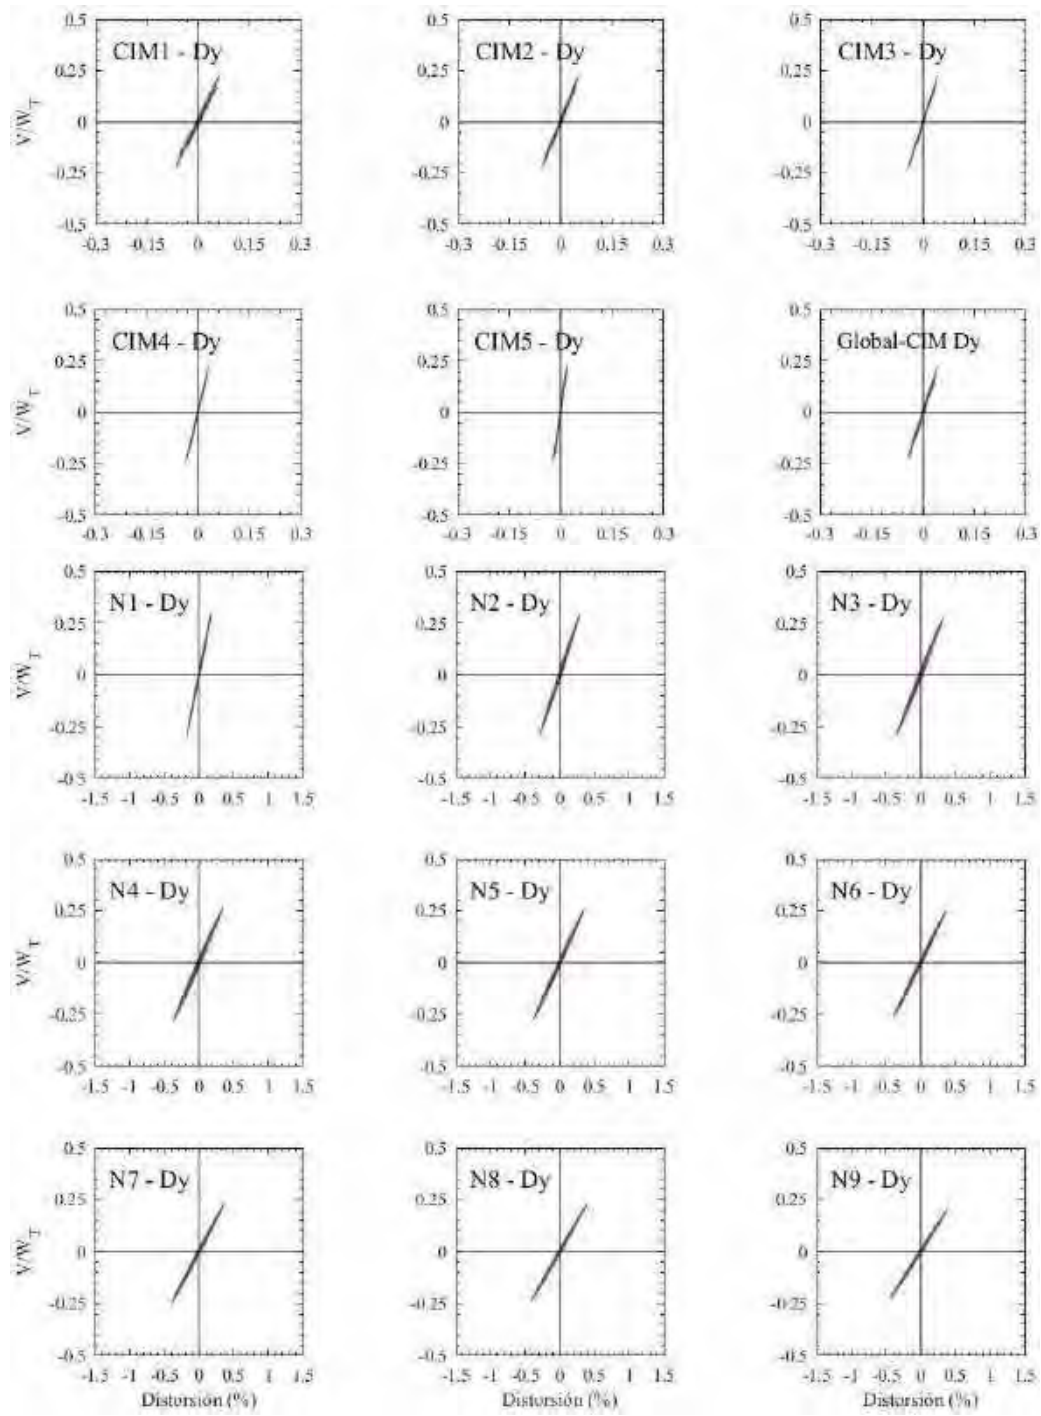 0.5 0.5 0.5
CIM1 - Dy CIM2 - Dy CIM3 - Dy
0.25 0.25 0.25
V/W_T 0 0 0
-0.25 -0.25 -0.25
-0.5 -0.5 -0.5
-0.3 -0.15 0 0.15 0.3 -0.3 -0.15 0 0.15 0.3 -0.3 -0.15 0 0.15 0.3
0.5 0.5 0.5
CIM4 - Dy CIM5 - Dy Global-CIM Dy
0.25 0.25 0.25
V/W_T 0 0 0
-0.25 -0.25 -0.25
-0.5 -0.5 -0.5
-0.3 -0.15 0 0.15 0.3 -0.3 -0.15 0 0.15 0.3 -0.3 -0.15 0 0.15 0.3
0.5 0.5 0.5
N1 - Dy N2 - Dy N3 - Dy
0.25 0.25 0.25
V/W_T 0 0 0
-0.25 -0.25 -0.25
-0.5 -0.5 -0.5
-1.5 -1 -0.5 0 0.5 1 1.5 -1.5 -1 -0.5 0 0.5 1 1.5 -1.5 -1 -0.5 0 0.5 1 1.5
0.5 0.5 0.5
N4 - Dy N5 - Dy N6 - Dy
0.25 0.25 0.25
V/W_T 0 0 0
-0.25 -0.25 -0.25
-0.5 -0.5 -0.5
-1.5 -1 -0.5 0 0.5 1 1.5 -1.5 -1 -0.5 0 0.5 1 1.5 -1.5 -1 -0.5 0 0.5 1 1.5
0.5 0.5 0.5
N7 - Dy N8 - Dy N9 - Dy
0.25 0.25 0.25
V/W_T 0 0 0
-0.25 -0.25 -0.25
-0.5 -0.5 -0.5
-1.5 -1 -0.5 0 0.5 1 1.5 -1.5 -1 -0.5 0 0.5 1 1.5 -1.5 -1 -0.5 0 0.5 1 1.5
Distorsión (%) Distorsión (%) Distorsión (%)